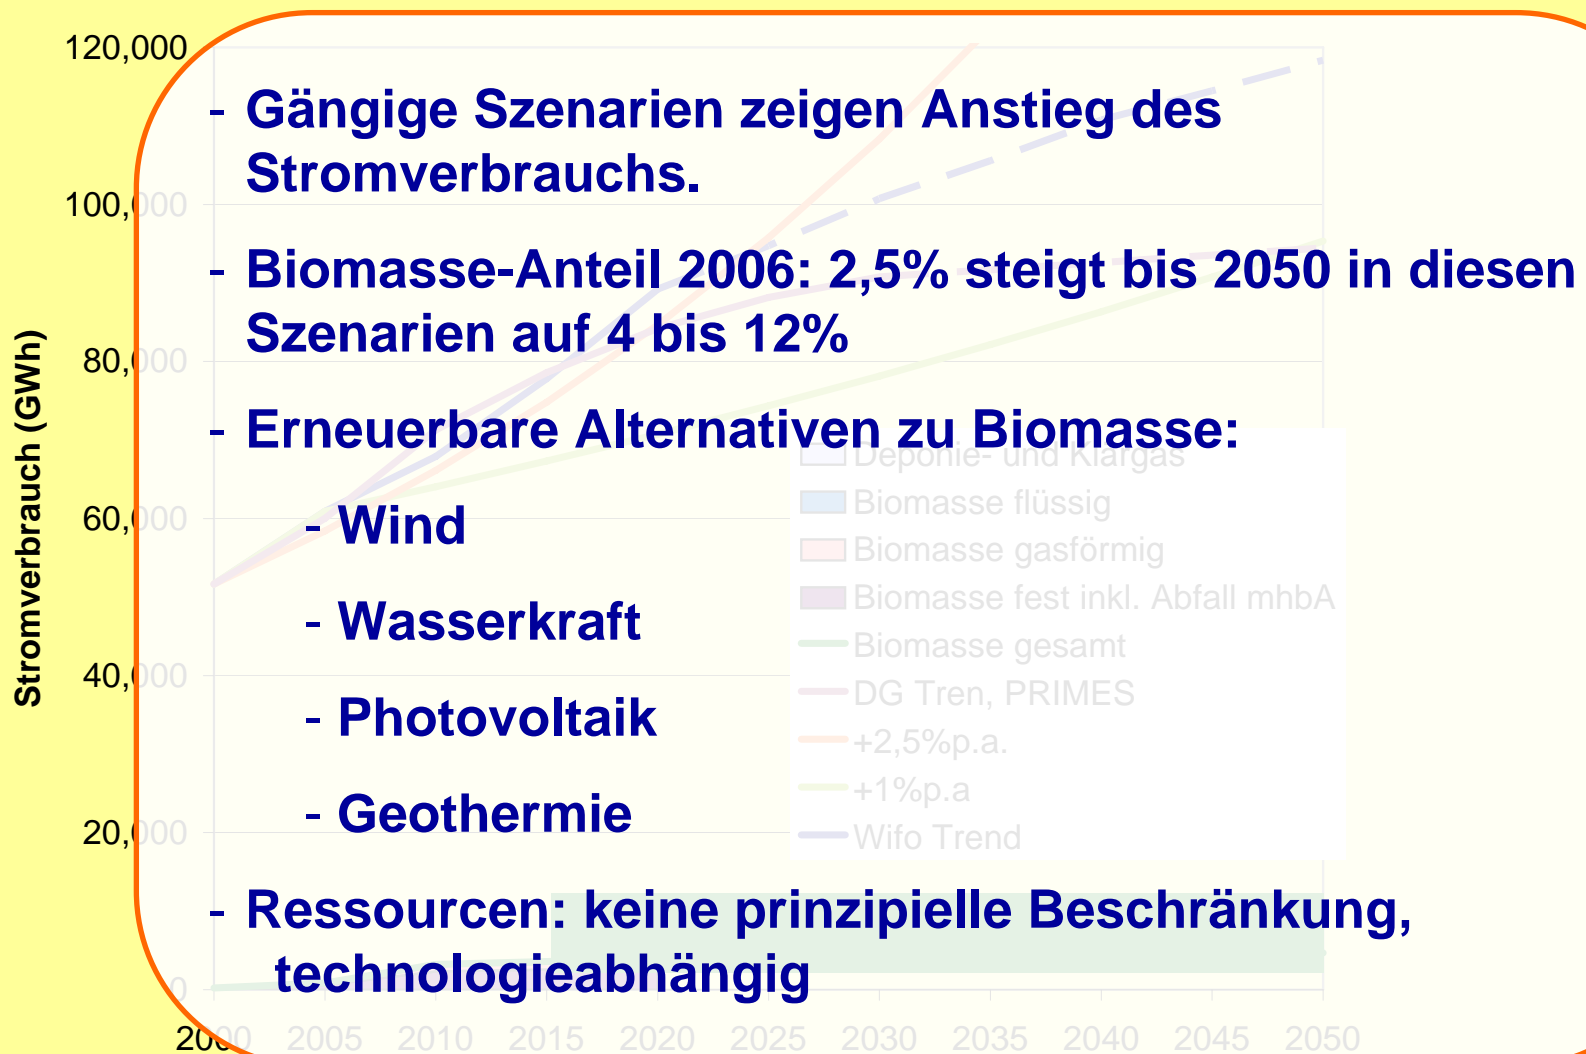 120,000
- Gängige Szenarien zeigen Anstieg des
Stromverbrauchs.
100,000
- Biomasse-Anteil 2006: 2,5% steigt bis 2050 in diesen
Szenarien auf 4 bis 12%
80,000
Stromverbrauch (GWh)
- Erneuerbare Alternativen zu Biomasse:
Deponie- und Klärgas
Biomasse flüssig
60,000
- Wind
Biomasse gasförmig
Biomasse fest inkl. Abfall mhbA
- Wasserkraft
Biomasse gesamt
40,000
DG Tren, PRIMES
- Photovoltaik
+2,5%p.a.
+1%p.a
- Geothermie
20,000
Wifo Trend
- Ressourcen: keine prinzipielle Beschränkung,
technologieabhängig
0
2000 2005 2010 2015 2020 2025 2030 2035 2040 2045 2050